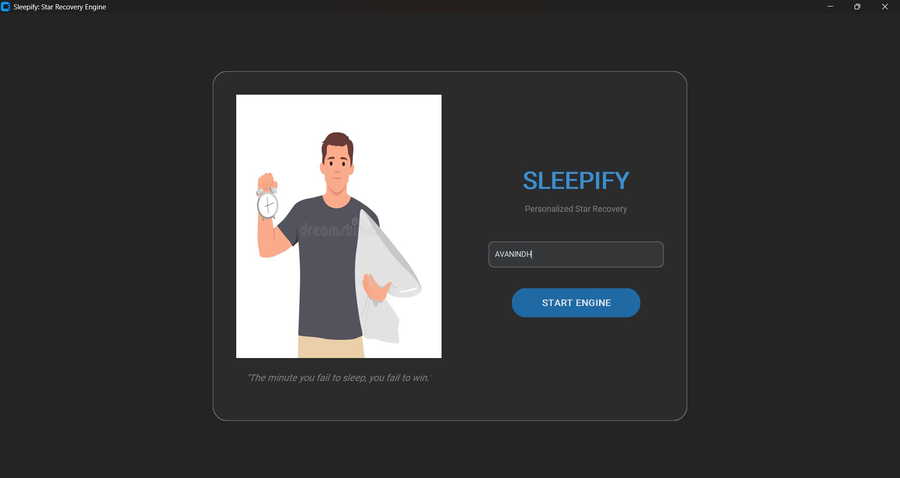 Sleepify: Star Recovery Engine
dreamstime
SLEEPIFY
Personalized Star Recovery
AVANINDH
START ENGINE
"The minute you fail to sleep, you fail to win.